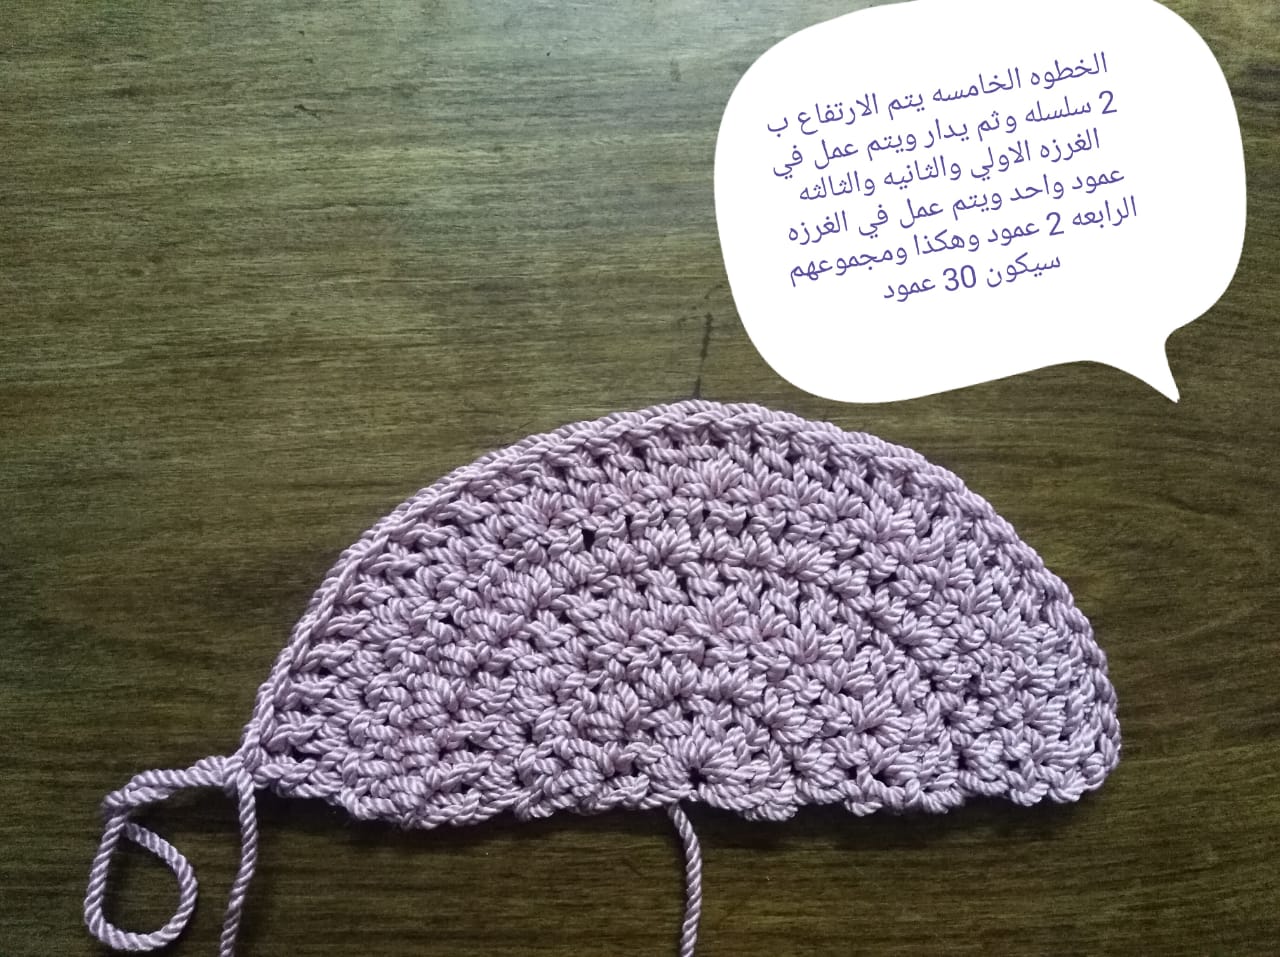 الخطوه الخامسه يتم الارتفاع ب
2 سلسله وثم يدار ويتم عمل في
الغرزه الاولي والثانيه والثالثه
عمود واحد ويتم عمل في الغرزه
الرابعه 2 عمود وهكذا ومجموعهم
سيكون 30 عمود